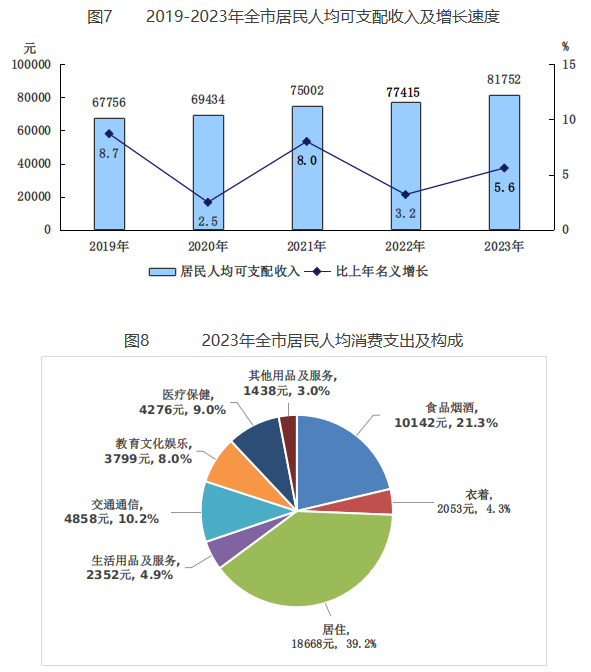 图7 2019-2023年全市居民人均可支配收入及增长速度
元 %
100000 15
80000
60000 10
40000 5
20000
0 0
67756 69434 75002 77415 81752
8.7 2.5 8.0 3.2 5.6
2019年 2020年 2021年 2022年 2023年
居民人均可支配收入 比上年名义增长
图8 2023年全市居民人均消费支出及构成
其他用品及服务,
1438元, 3.0%
医疗保健,
4276元, 9.0%
食品烟酒,
10142元, 21.3%
教育文化娱乐,
3799元, 8.0%
衣着,
2053元, 4.3%
交通通信,
4858元, 10.2%
生活用品及服务,
2352元, 4.9%
居住,
18668元, 39.2%